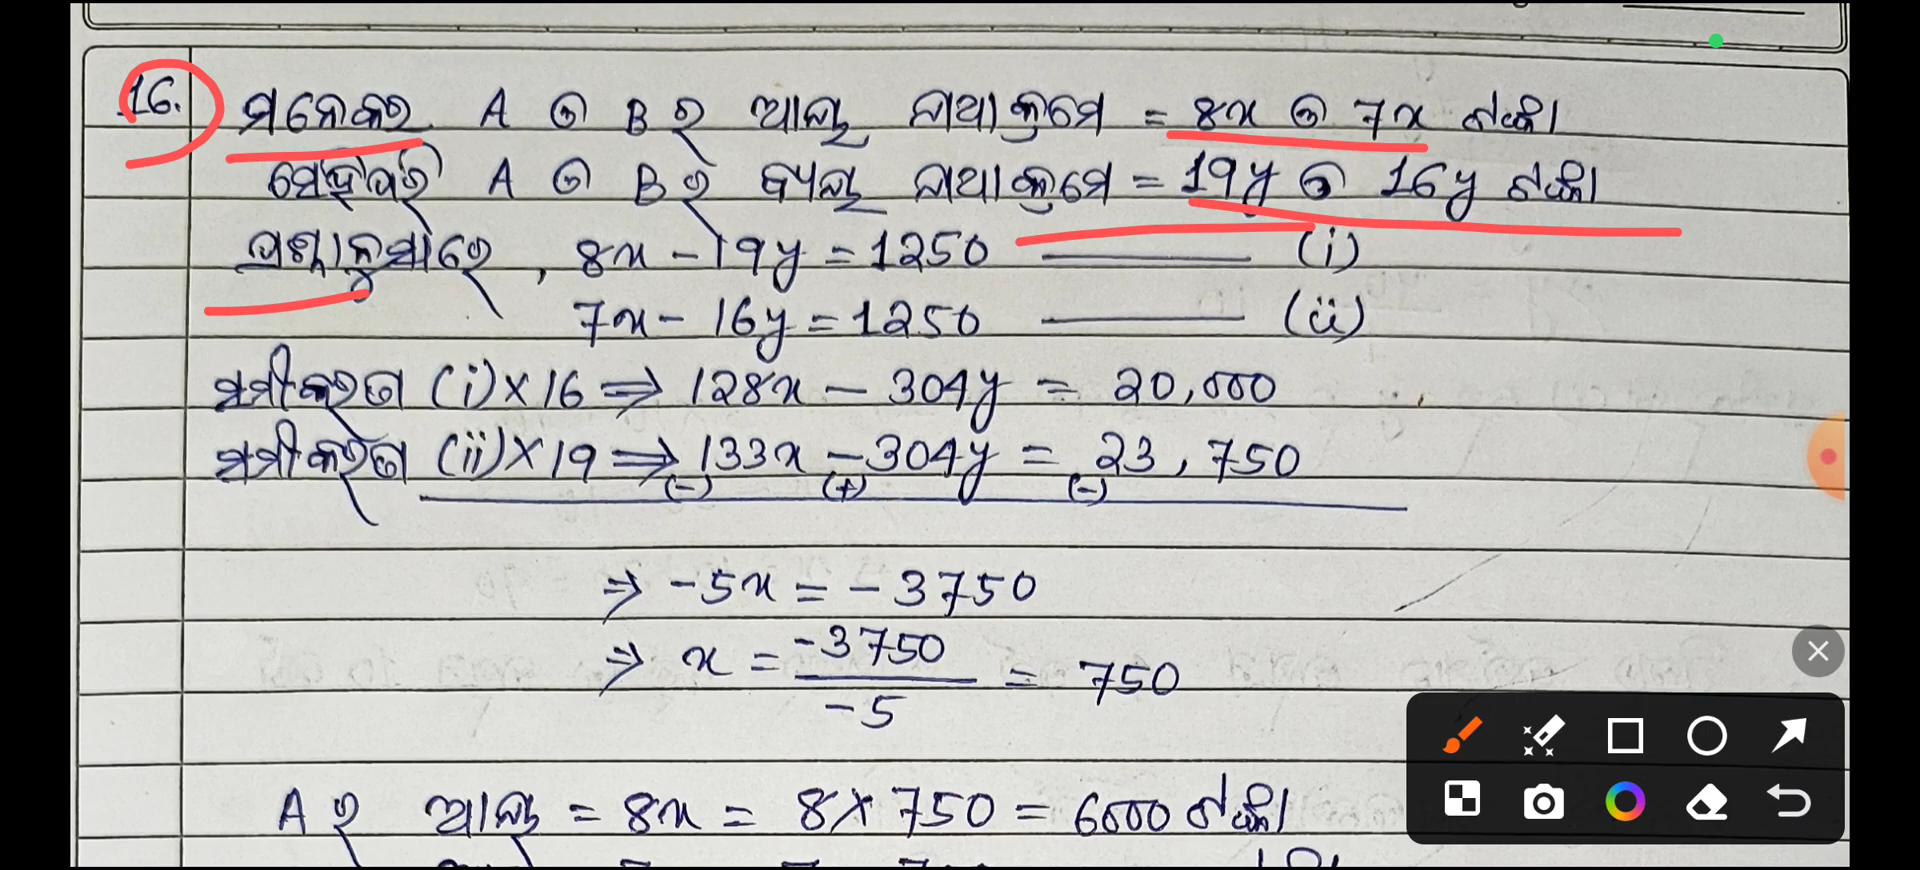 16. ମନେକର A ଓ B ର ଆୟ ଯଥାକ୍ରମେ = 8x ଓ 7x ଟଙ୍କା
ସେହିପରି A ଓ B ର ବ୍ୟୟ ଯଥାକ୍ରମେ = 19y ଓ 16y ଟଙ୍କା
ପ୍ରଶ୍ନାନୁସାରେ, 8x - 19y = 1250 ——— (i)
7x - 16y = 1250 ——— (ii)
ସମୀକରଣ (i) × 16 ⇒ 128x - 304y = 20,000
ସମୀକରଣ (ii) × 19 ⇒ 133x - 304y = 23,750
(-) (+) (-)
⇒ -5x = -3750
⇒ x = -3750 / -5 = 750
A ର ଆୟ = 8x = 8 × 750 = 6000 ଟଙ୍କା